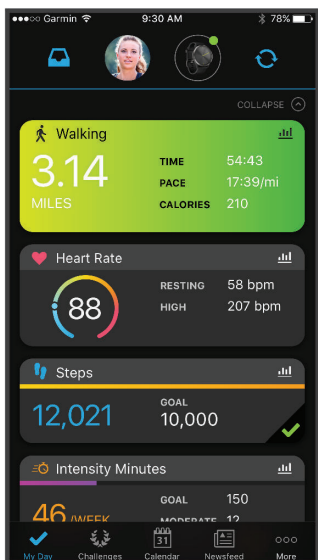 Garmin 9:30 AM 78%
COLLAPSE
Walking
3.14
MILES
TIME 54:43
PACE 17:39/mi
CALORIES 210
Heart Rate
88
RESTING 58 bpm
HIGH 207 bpm
Steps
12,021
GOAL
10,000
Intensity Minutes
46 /WEEK
GOAL 150
MODERATE 12
31
My Day Challenges Calendar Newsfeed More